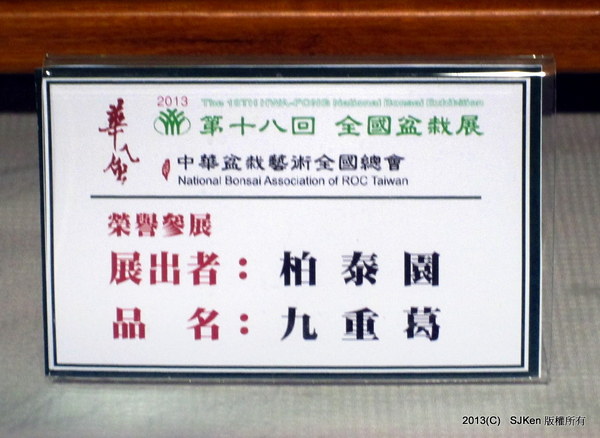 2013 The 18TH HWA-FONG National Bonsai Exhibition
華風
第十八回 全國盆栽展
中華盆栽藝術全國總會
National Bonsai Association of ROC Taiwan
榮譽參展
展出者：柏泰園
品 名：九重葛
2013(C) SJKen 版權所有